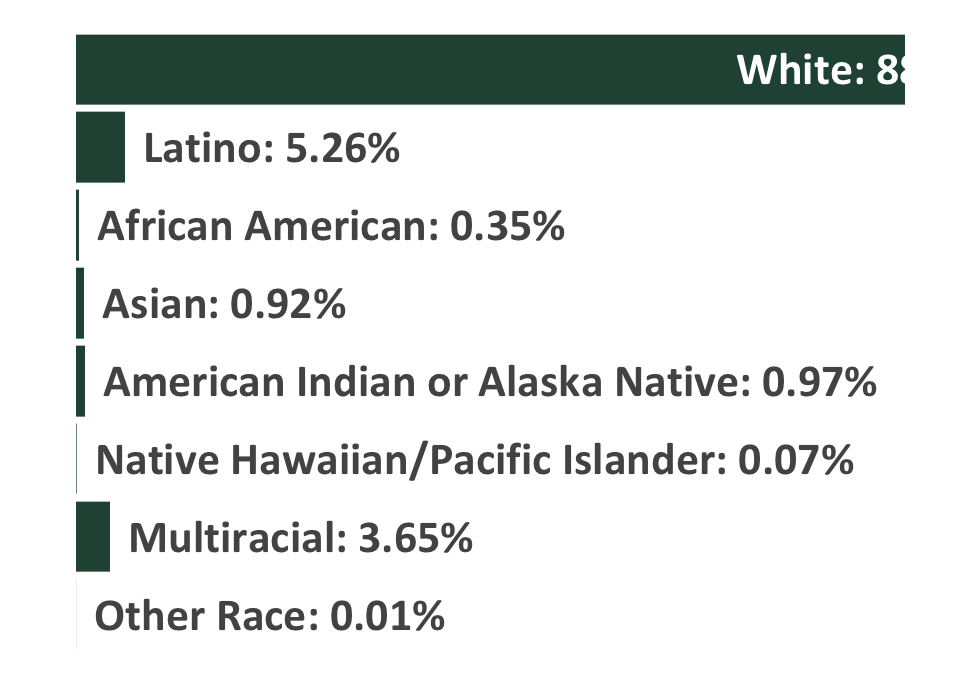 White: 88
Latino: 5.26%
African American: 0.35%
Asian: 0.92%
American Indian or Alaska Native: 0.97%
Native Hawaiian/Pacific Islander: 0.07%
Multiracial: 3.65%
Other Race: 0.01%